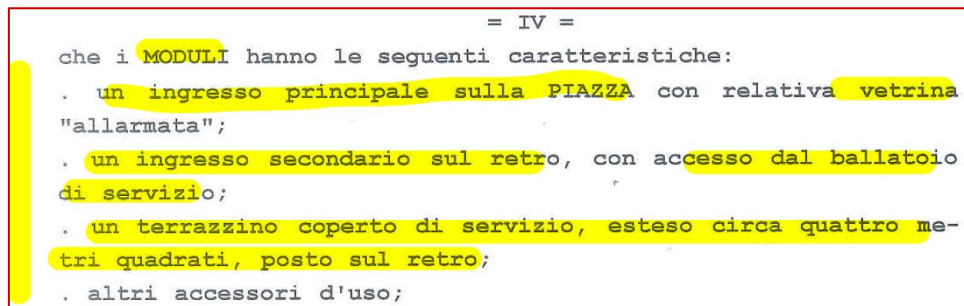 = IV =
che i MODULI hanno le seguenti caratteristiche:
. un ingresso principale sulla PIAZZA con relativa vetrina
"allarmata";
. un ingresso secondario sul retro, con accesso dal ballatoio
di servizio;
. un terrazzino coperto di servizio, esteso circa quattro me-
tri quadrati, posto sul retro;
. altri accessori d'uso;